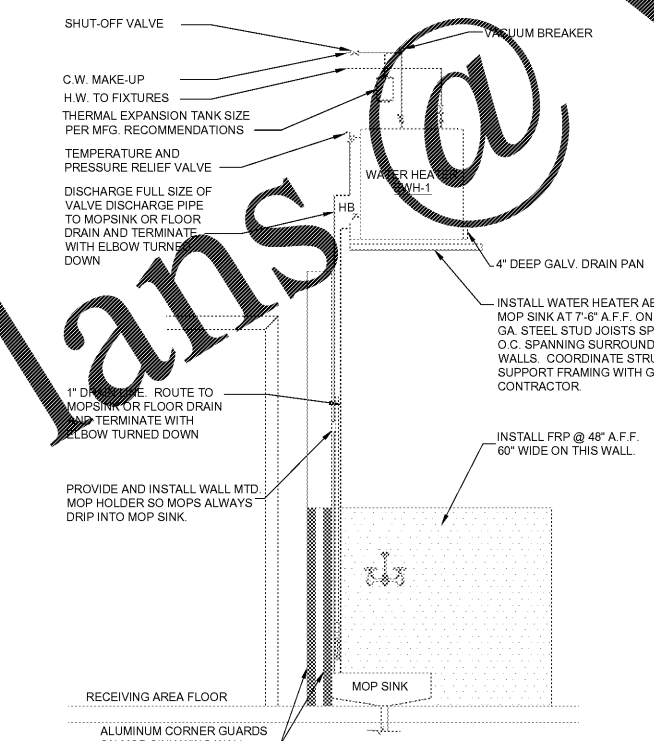 SHUT-OFF VALVE
VACUUM BREAKER
C.W. MAKE-UP
H.W. TO FIXTURES
THERMAL EXPANSION TANK SIZE
PER MFG. RECOMMENDATIONS
TEMPERATURE AND
PRESSURE RELIEF VALVE
WATER HEATER
DISCHARGE FULL SIZE OF
VALVE DISCHARGE PIPE
TO MOPSINK OR FLOOR
DRAIN AND TERMINATE
WITH ELBOW TURNED
DOWN
HB
4" DEEP GALV. DRAIN PAN
INSTALL WATER HEATER
MOP SINK AT 7'-6" A.F.F. ON
GA. STEEL STUD JOISTS
O.C. SPANNING
WALLS. COORDINATE
SUPPORT FRAMING WITH
CONTRACTOR.
lans @
1" DRAIN LINE. ROUTE TO
MOPSINK OR FLOOR DRAIN
AND TERMINATE WITH
ELBOW TURNED DOWN
INSTALL FRP @ 48" A.F.F.
60" WIDE ON THIS WALL.
PROVIDE AND INSTALL WALL MTD.
MOP HOLDER SO MOPS ALWAYS
DRIP INTO MOP SINK.
MOP SINK
RECEIVING AREA FLOOR
ALUMINUM CORNER GUARDS